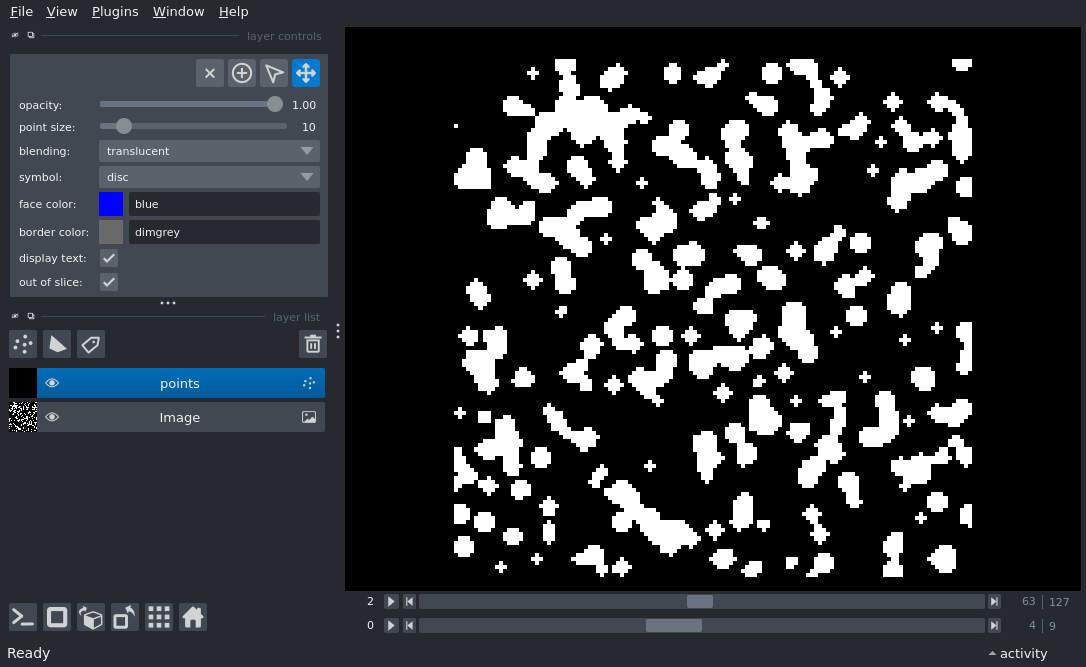 File View Plugins Window Help
layer controls
opacity: 1.00
point size: 10
blending: translucent
symbol: disc
face color: blue
border color: dimgrey
display text:
out of slice:
layer list
points
Image
2 63 127
0 4 9
Ready activity